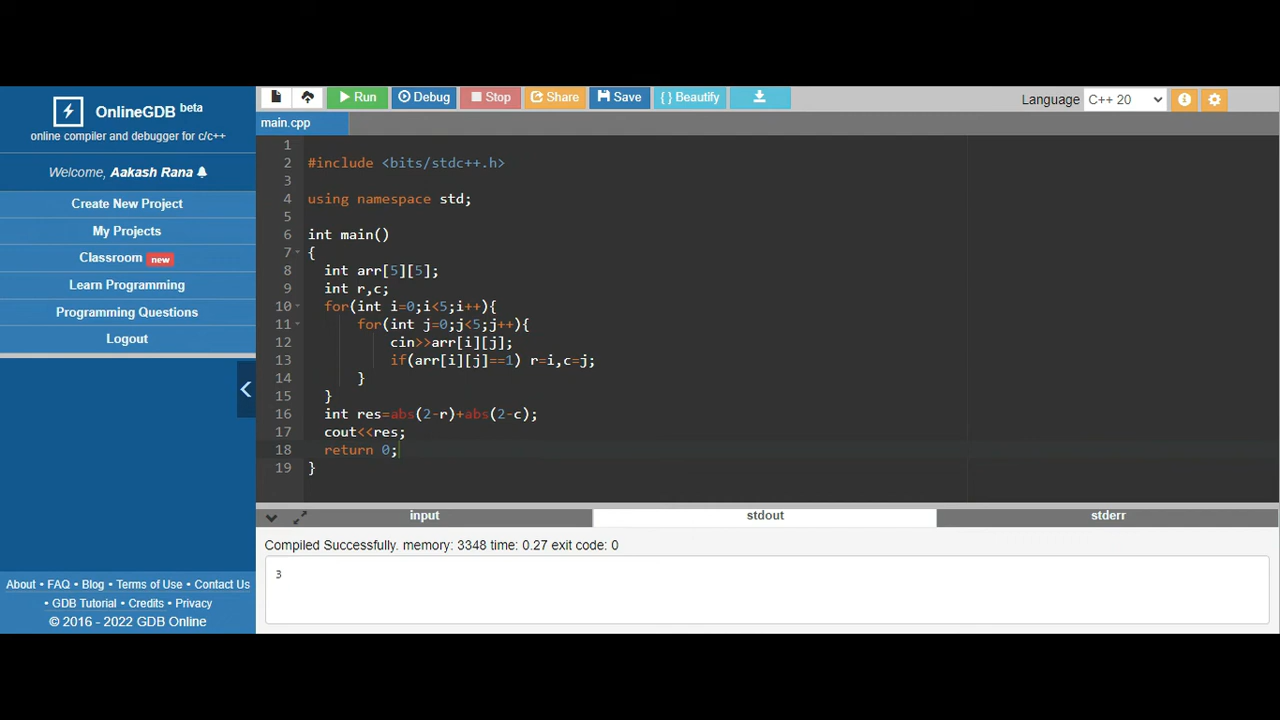 OnlineGDB beta
online compiler and debugger for c/c++
Welcome, Aakash Rana
Create New Project
My Projects
Classroom new
Learn Programming
Programming Questions
Logout
About • FAQ • Blog • Terms of Use • Contact Us
• GDB Tutorial • Credits • Privacy
© 2016 - 2022 GDB Online
Run Debug Stop Share Save { } Beautify
Language C++ 20
main.cpp
1
2 #include <bits/stdc++.h>
3
4 using namespace std;
5
6 int main()
7 {
8 int arr[5][5];
9 int r,c;
10 for(int i=0;i<5;i++){
11 for(int j=0;j<5;j++){
12 cin>>arr[i][j];
13 if(arr[i][j]==1) r=i,c=j;
14 }
15 }
16 int res=abs(2-r)+abs(2-c);
17 cout<<res;
18 return 0;
19 }
input stdout stderr
Compiled Successfully. memory: 3348 time: 0.27 exit code: 0
3